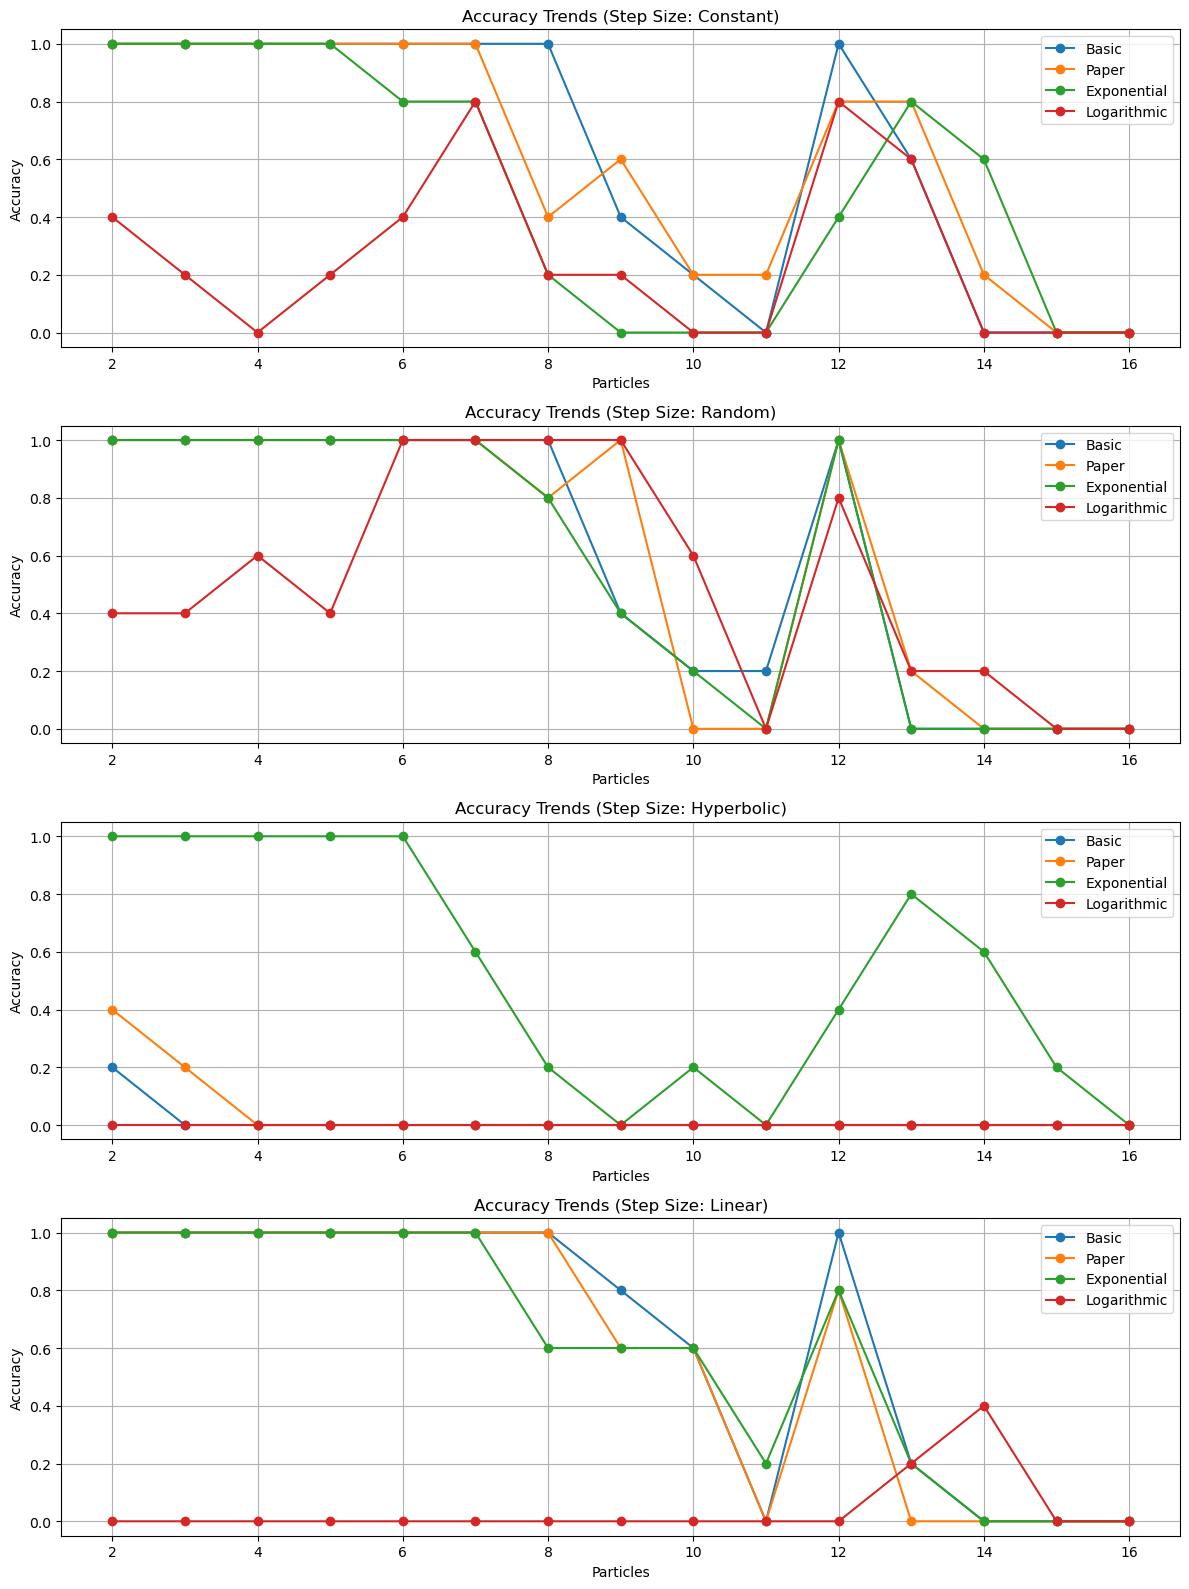 Accuracy Trends (Step Size: Constant)
1.0
0.8
0.6
0.4
0.2
0.0
Accuracy
Basic
Paper
Exponential
Logarithmic
2 4 6 8 10 12 14 16
Particles
Accuracy Trends (Step Size: Random)
1.0
0.8
0.6
0.4
0.2
0.0
Accuracy
Basic
Paper
Exponential
Logarithmic
2 4 6 8 10 12 14 16
Particles
Accuracy Trends (Step Size: Hyperbolic)
1.0
0.8
0.6
0.4
0.2
0.0
Accuracy
Basic
Paper
Exponential
Logarithmic
2 4 6 8 10 12 14 16
Particles
Accuracy Trends (Step Size: Linear)
1.0
0.8
0.6
0.4
0.2
0.0
Accuracy
Basic
Paper
Exponential
Logarithmic
2 4 6 8 10 12 14 16
Particles